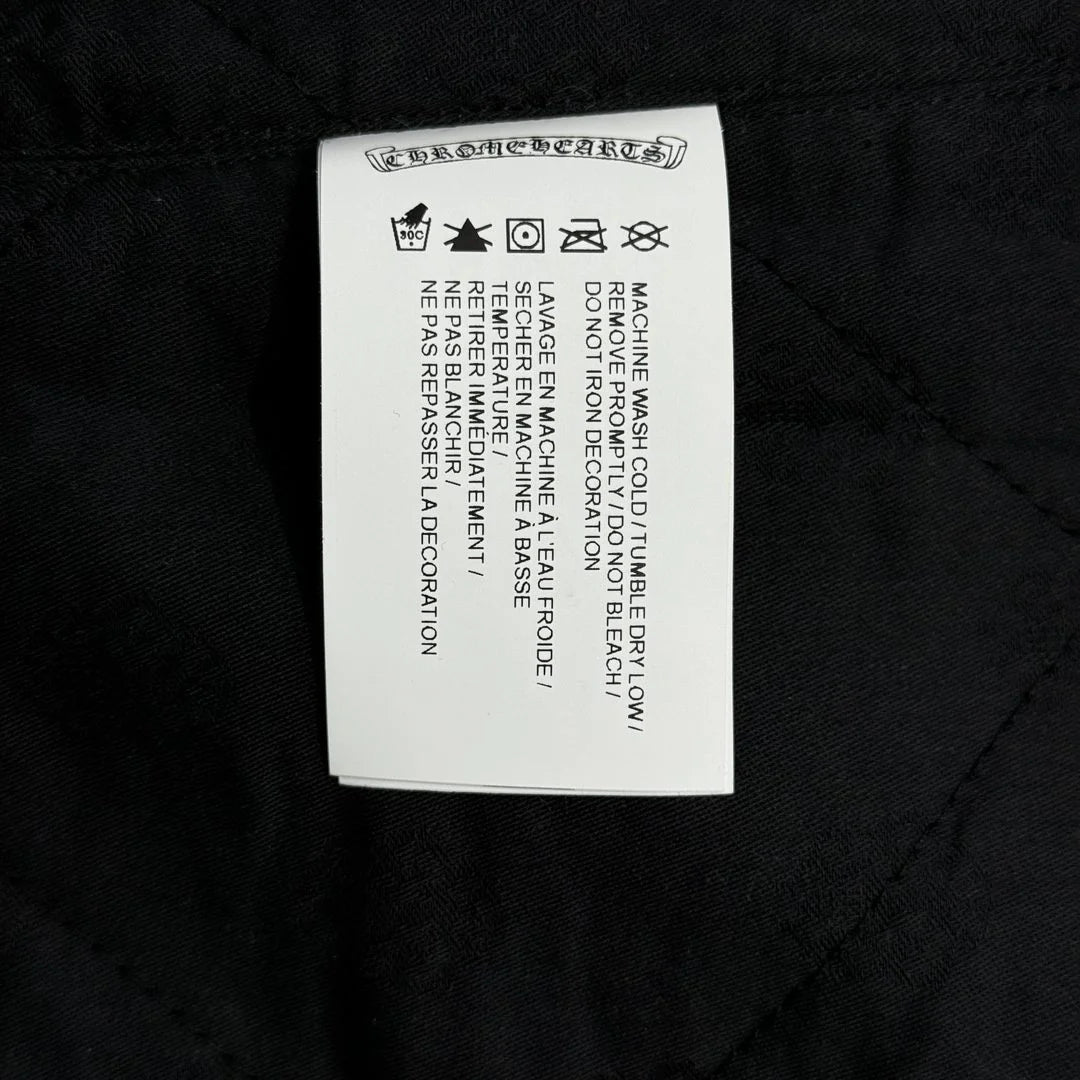 CHROME HEARTS
30C
MACHINE WASH COLD / TUMBLE DRY LOW /
REMOVE PROMPTLY / DO NOT BLEACH /
DO NOT IRON DECORATION
LAVAGE EN MACHINE À L'EAU FROIDE /
SECHER EN MACHINE À BASSE
TEMPERATURE /
RETIRER IMMÉDIATEMENT /
NE PAS BLANCHIR /
NE PAS REPASSER LA DECORATION